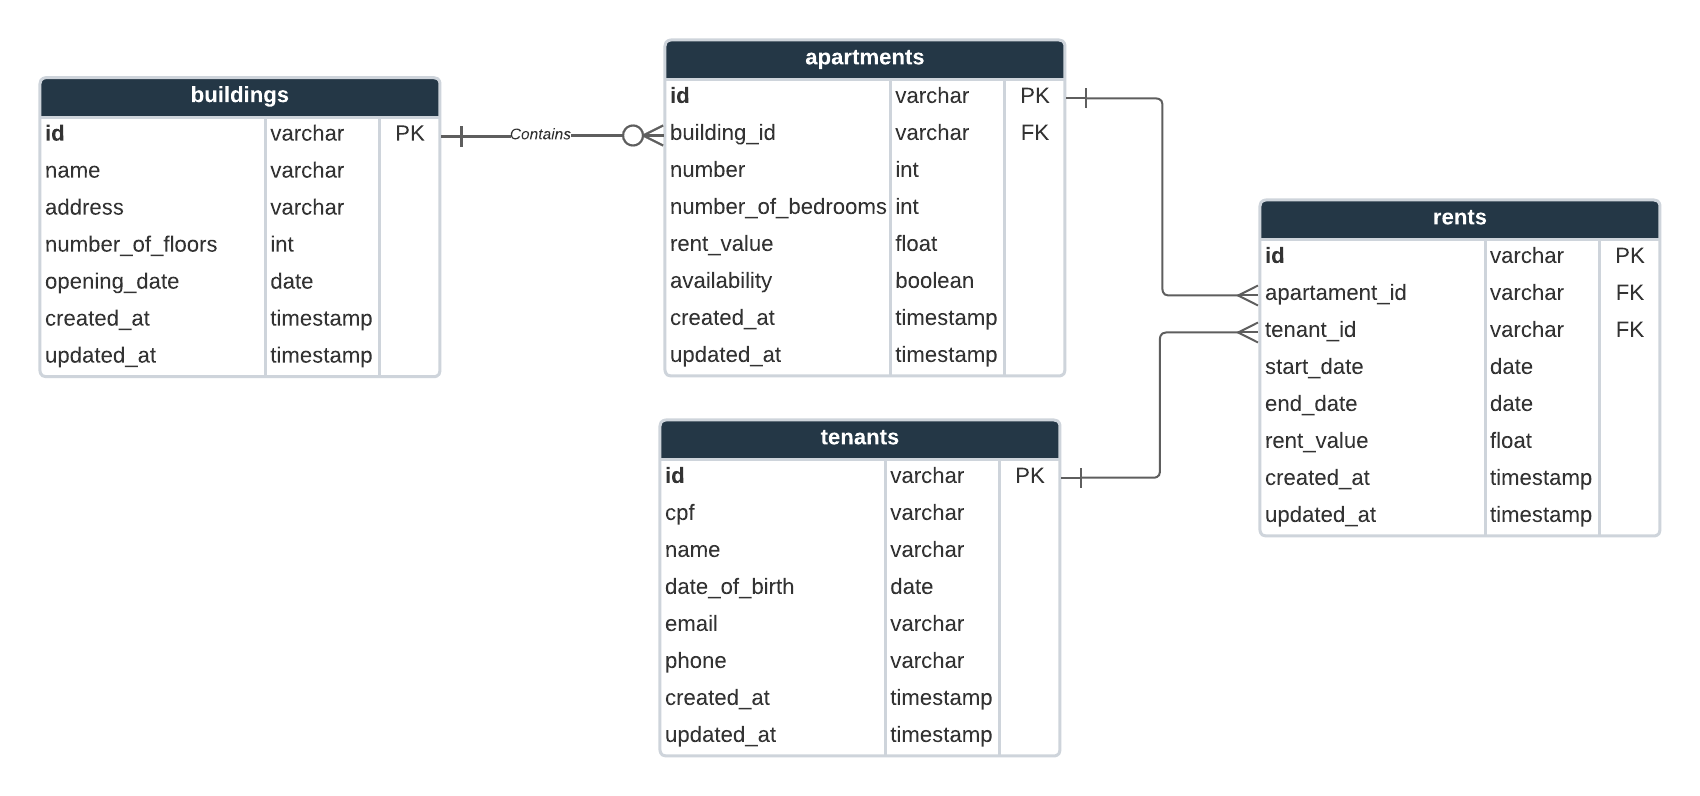 buildings
id varchar PK
name varchar
address varchar
number_of_floors int
opening_date date
created_at timestamp
updated_at timestamp
Contains
apartments
id varchar PK
building_id varchar FK
number int
number_of_bedrooms int
rent_value float
availability boolean
created_at timestamp
updated_at timestamp
tenants
id varchar PK
cpf varchar
name varchar
date_of_birth date
email varchar
phone varchar
created_at timestamp
updated_at timestamp
rents
id varchar PK
apartament_id varchar FK
tenant_id varchar FK
start_date date
end_date date
rent_value float
created_at timestamp
updated_at timestamp